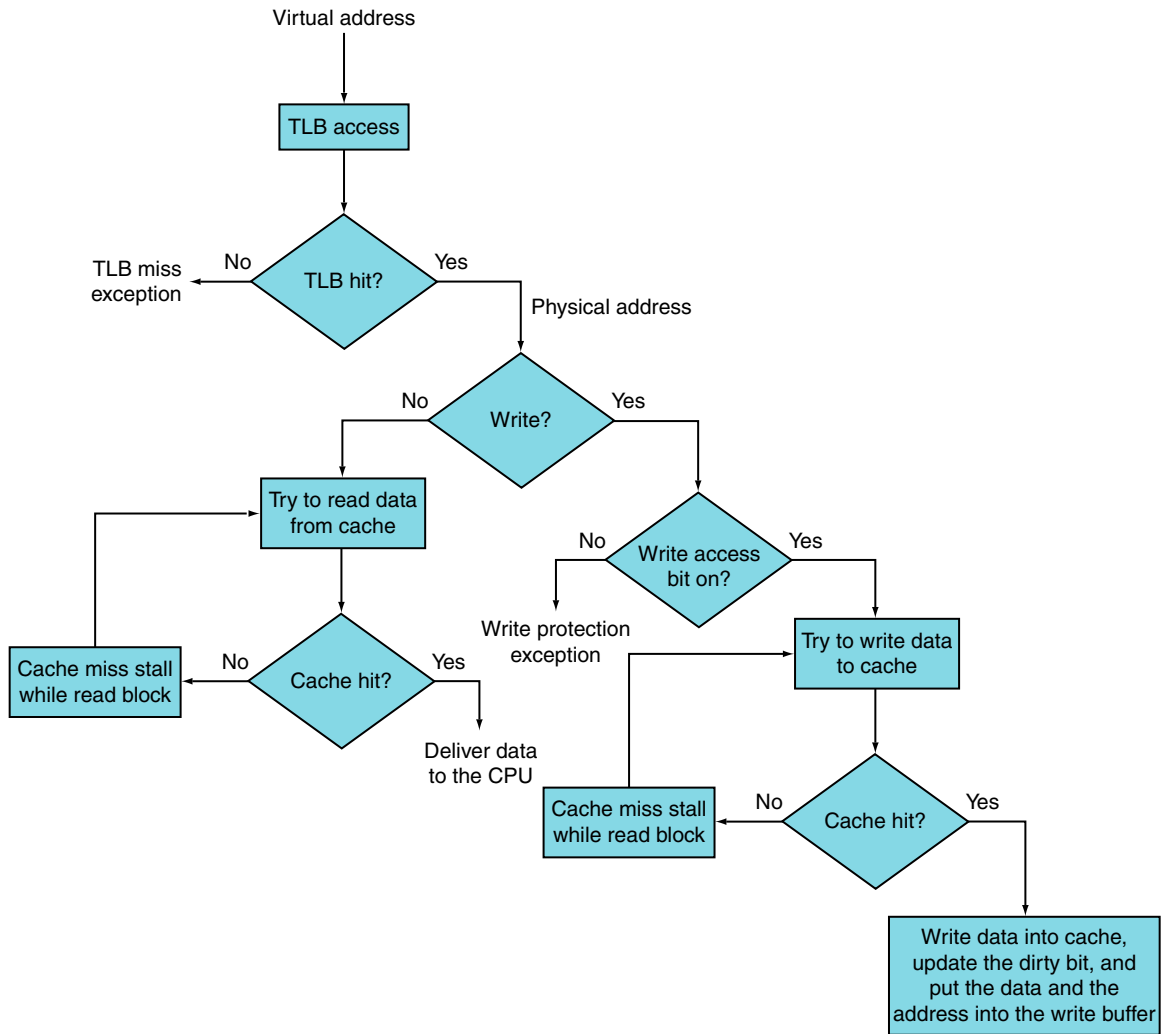 Virtual address
TLB access
No
Yes
TLB miss
exception
TLB hit?
Physical address
No
Yes
Write?
Try to read data
from cache
No
Yes
Write access
bit on?
Write protection
exception
Try to write data
to cache
Cache miss stall
while read block
No
Yes
Cache hit?
Deliver data
to the CPU
Cache miss stall
while read block
No
Yes
Cache hit?
Write data into cache,
update the dirty bit, and
put the data and the
address into the write buffer